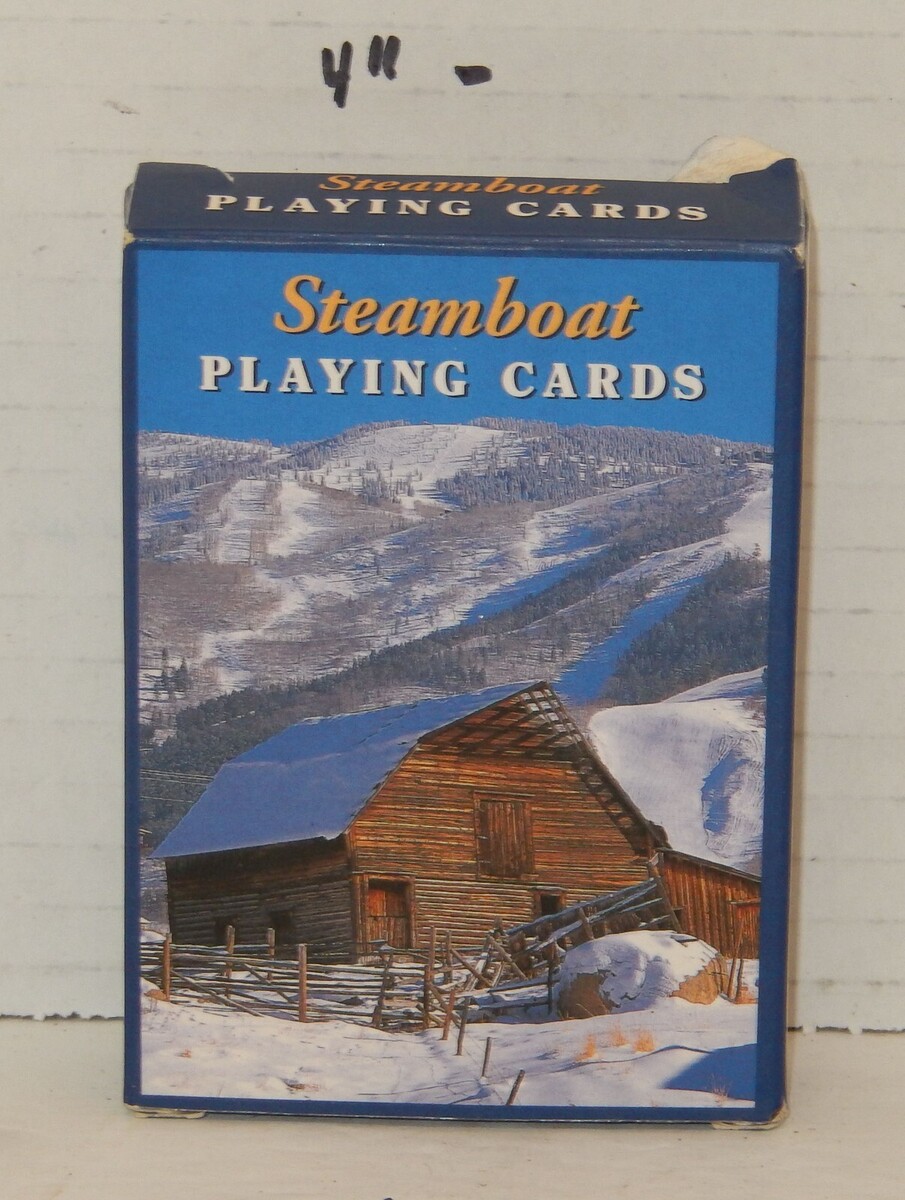 4" -
Steamboat
PLAYING CARDS
Steamboat
PLAYING CARDS